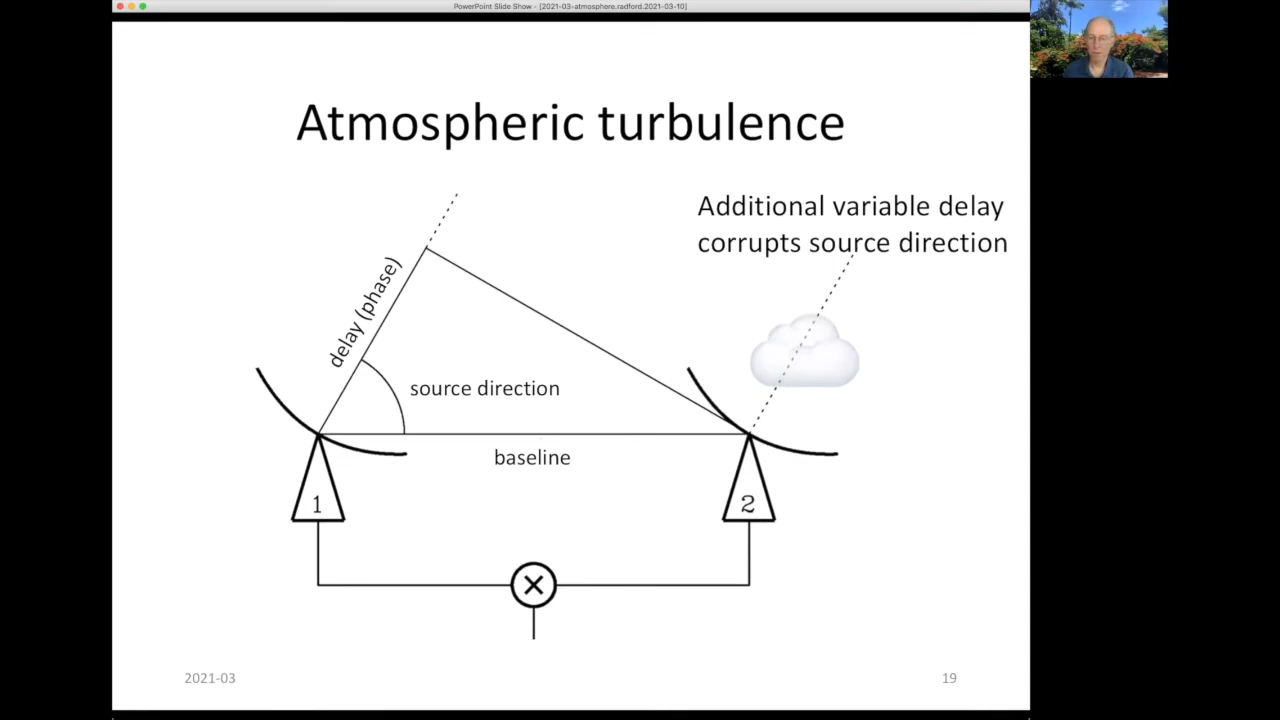 PowerPoint Slide Show - [2021-03-atmosphere.radford.2021-03-10]
Atmospheric turbulence
Additional variable delay
corrupts source direction
delay (phase)
source direction
baseline
1
2
2021-03
19